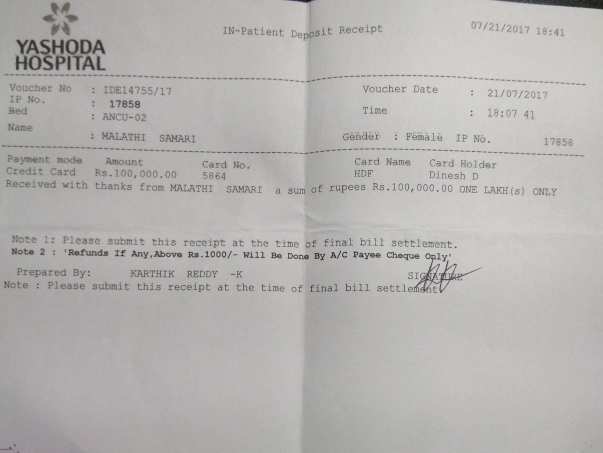 YASHODA
HOSPITAL
IN-Patient Deposit Receipt
07/21/2017 18:41
Voucher No : IDE14755/17 Voucher Date : 21/07/2017
IP No. : 17858 Time : 18:07 41
Bed : ANCU-02
Name : MALATHI SAMARI Gender : Female IP No. 17858
Payment mode Amount Card No. Card Name Card Holder
Credit Card Rs.100,000.00 5864 HDF Dinesh D
Received with thanks from MALATHI SAMARI a sum of rupees Rs.100,000.00 ONE LAKH(s) ONLY
Note 1: Please submit this receipt at the time of final bill settlement.
Note 2 : 'Refunds If Any,Above Rs.1000/- Will Be Done By A/C Payee Cheque Only'
Prepared By: KARTHIK REDDY -K SIGNATURE
Note : Please submit this receipt at the time of final bill settlement